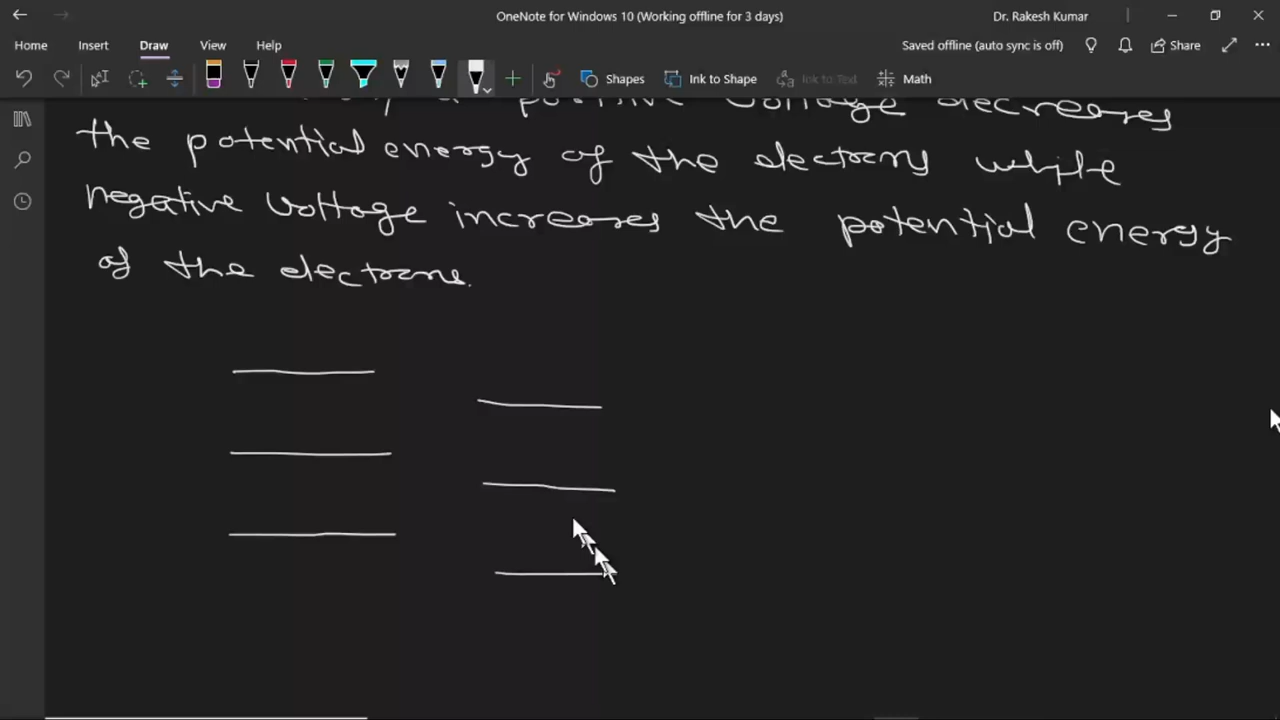 OneNote for Windows 10 (Working offline for 3 days)
Dr. Rakesh Kumar
Home Insert Draw View Help
Saved offline (auto sync is off)
Share
Shapes Ink to Shape Ink to Text Math
a positive voltage decreases
the potential energy of the electrons while
negative voltage increases the potential energy
of the electrons.